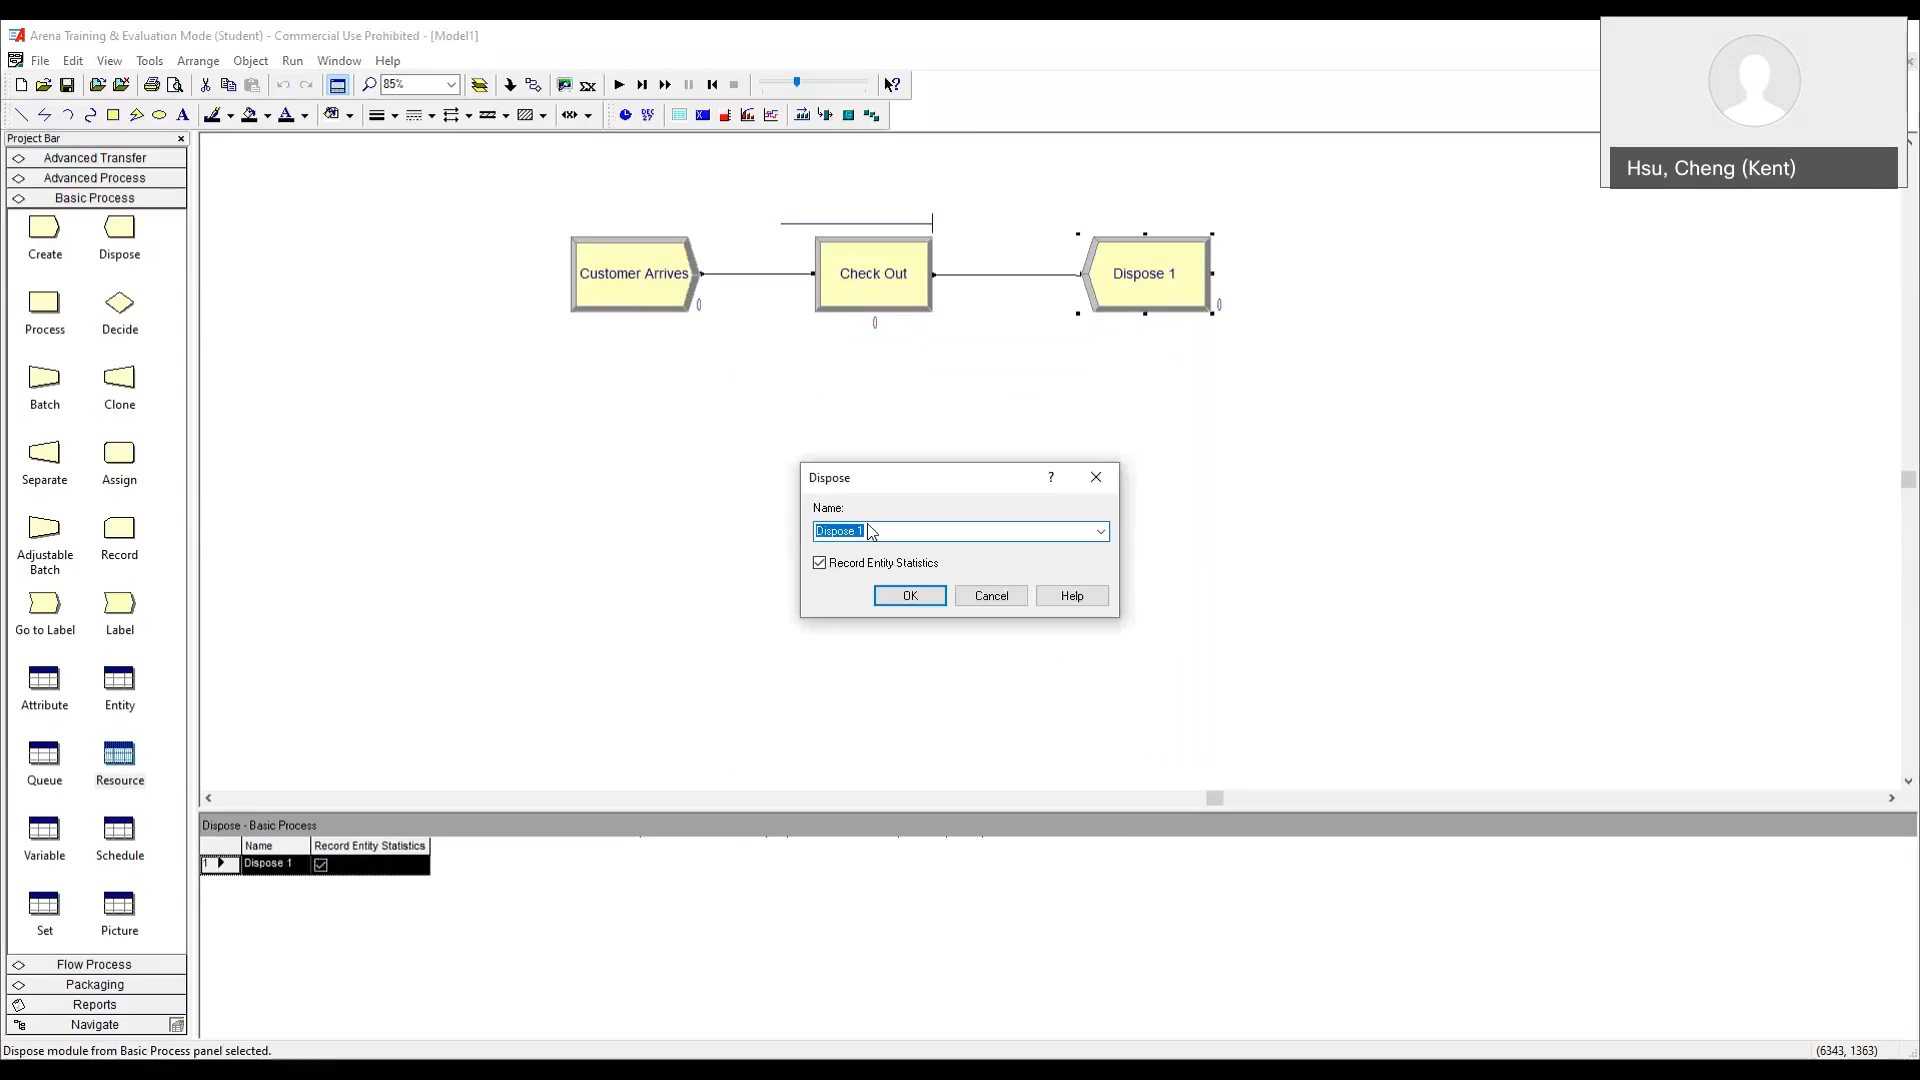 Arena Training & Evaluation Mode (Student) - Commercial Use Prohibited - [Model1]
File Edit View Tools Arrange Object Run Window Help
85%
Project Bar
Advanced Transfer
Advanced Process
Basic Process
Create Dispose
Process Decide
Batch Clone
Separate Assign
Adjustable Batch Record
Go to Label Label
Attribute Entity
Queue Resource
Variable Schedule
Set Picture
Flow Process
Packaging
Reports
Navigate
Hsu, Cheng (Kent)
Customer Arrives Check Out Dispose 1
0 0 0
Dispose ?
Name:
Dispose 1
Record Entity Statistics
OK Cancel Help
Dispose - Basic Process
Name Record Entity Statistics
1 Dispose 1
Dispose module from Basic Process panel selected.
(6343, 1363)